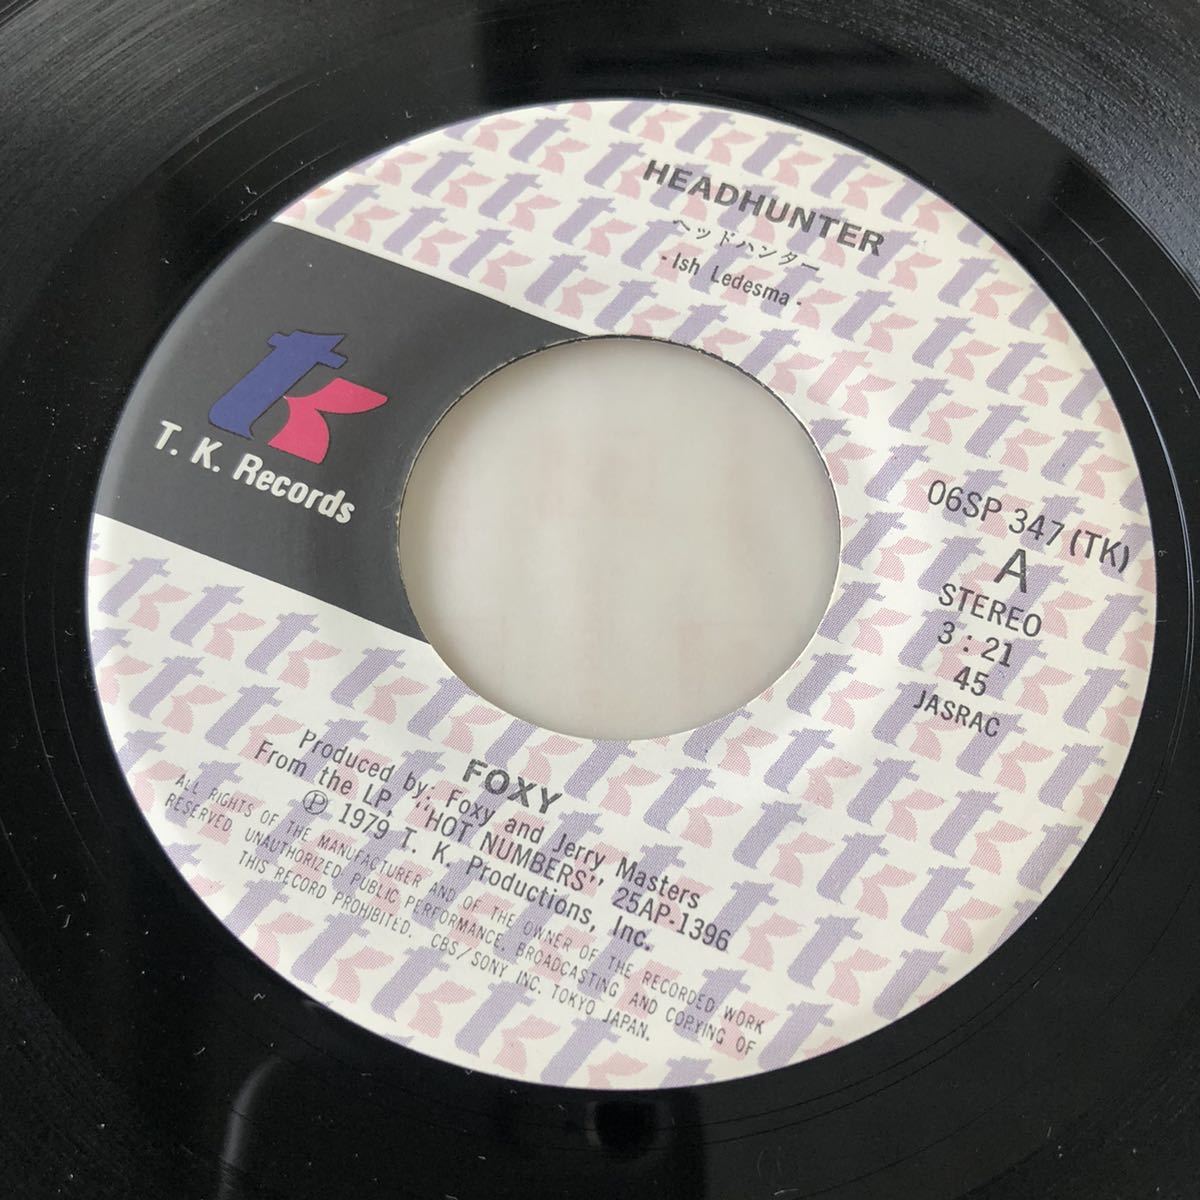 HEADHUNTER
ヘッドハンター
- Ish Ledesma -
tk
T. K. Records
06SP 347 (TK)
A
STEREO
3 : 21
45
JASRAC
FOXY
Produced by: Foxy and Jerry Masters
From the LP, "HOT NUMBERS" 25AP-1396
Ⓟ 1979 T. K. Productions, Inc.
ALL RIGHTS OF THE MANUFACTURER AND OF THE OWNER OF THE RECORDED WORK
RESERVED UNAUTHORIZED PUBLIC PERFORMANCE. BROADCASTING AND COPYING OF
THIS RECORD PROHIBITED. CBS/SONY INC. TOKYO JAPAN.